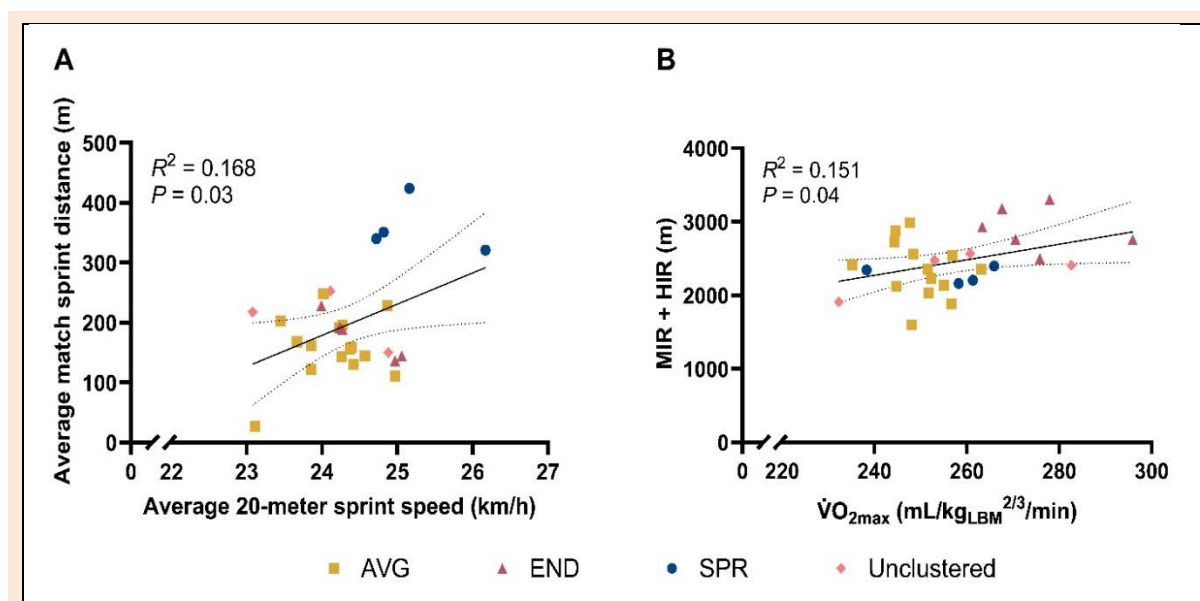 A
Average match sprint distance (m)
500
400
300
200
100
0
R² = 0.168
P = 0.03
0 22 23 24 25 26 27
Average 20-meter sprint speed (km/h)
B
MIR + HIR (m)
4000
3000
2000
1000
0
R² = 0.151
P = 0.04
0 220 240 260 280 300
V̇O₂max (mL/kgLBM^2/3/min)
AVG END SPR Unclustered